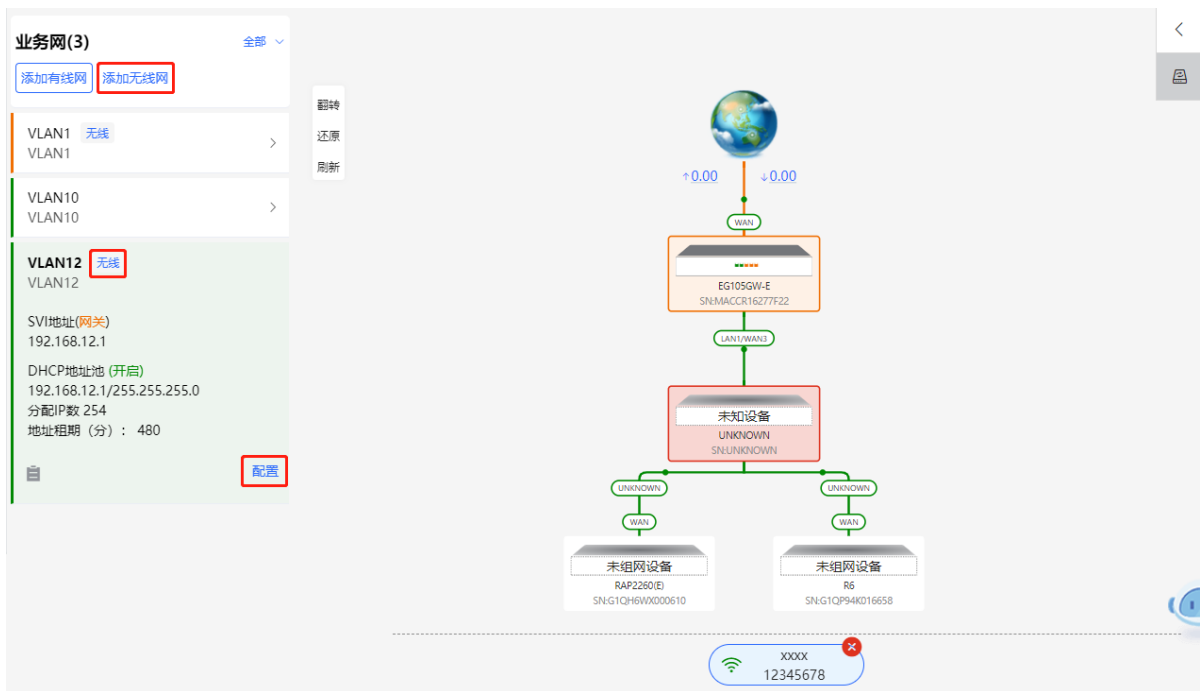 业务网(3)
全部
添加有线网
添加无线网
VLAN1 无线
VLAN1
VLAN10
VLAN10
VLAN12 无线
VLAN12
SVI地址(网关)
192.168.12.1
DHCP地址池 (开启)
192.168.12.1/255.255.255.0
分配IP数 254
地址租期（分）： 480
配置
翻转
还原
刷新
↑0.00
↓0.00
WAN
EG105GW-E
SN:MACCR16277F22
LAN1/WAN3
未知设备
UNKNOWN
SN:UNKNOWN
UNKNOWN
UNKNOWN
WAN
WAN
未组网设备
RAP2260(E)
SN:G1QH6WX000610
未组网设备
R6
SN:G1QP94K016658
XXXX
12345678